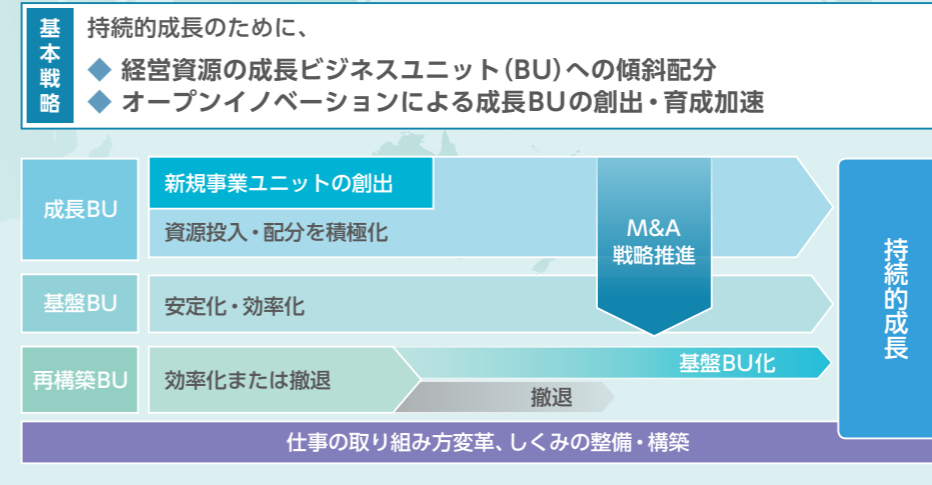 基本戦略
持続的成長のために、
◆ 経営資源の成長ビジネスユニット(BU)への傾斜配分
◆ オープンイノベーションによる成長BUの創出・育成加速
成長BU
新規事業ユニットの創出
資源投入・配分を積極化
M&A
戦略推進
基盤BU
安定化・効率化
再構築BU
効率化または撤退
基盤BU化
撤退
持続的成長
仕事の取り組み方変革、しくみの整備・構築